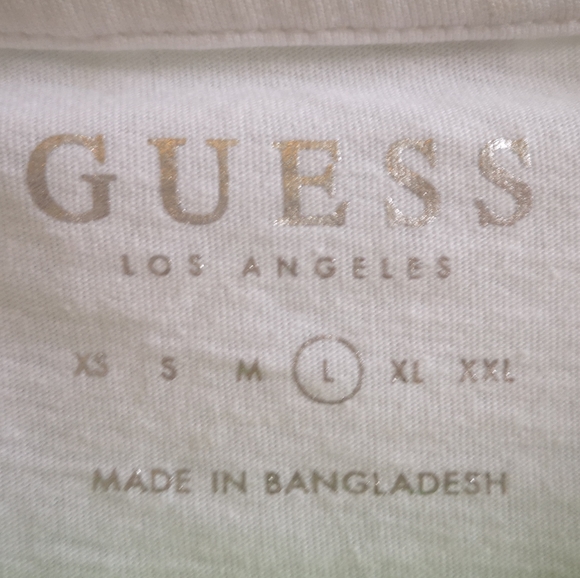 GUESS
LOS ANGELES
XS S M L XL XXL
MADE IN BANGLADESH